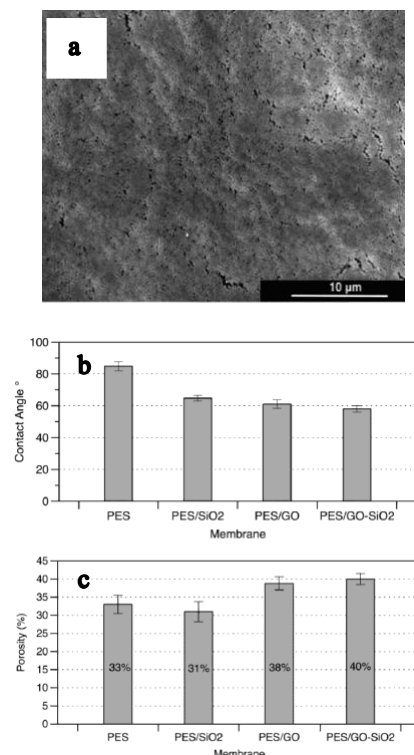 a
10 µm
b
Contact Angle °
100
80
60
40
20
0
PES
PES/SiO2
PES/GO
PES/GO-SiO2
Membrane
c
Porosity (%)
45
40
35
30
25
20
15
10
5
0
33%
31%
38%
40%
PES
PES/SiO2
PES/GO
PES/GO-SiO2
Membrane